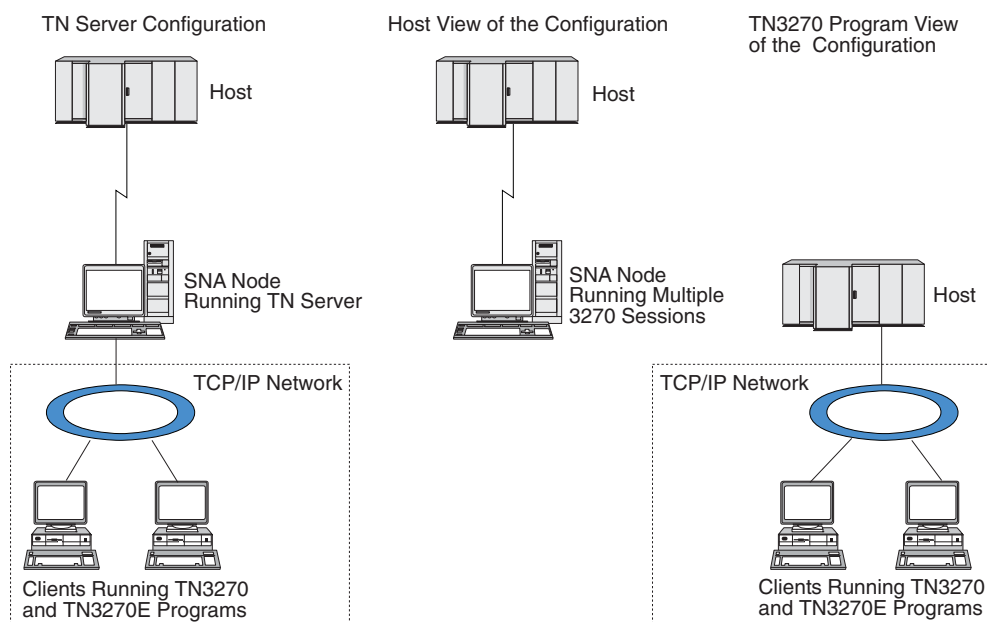 TN Server Configuration
Host
SNA Node
Running TN Server
TCP/IP Network
Clients Running TN3270
and TN3270E Programs
Host View of the Configuration
Host
SNA Node
Running Multiple
3270 Sessions
TN3270 Program View
of the Configuration
Host
TCP/IP Network
Clients Running TN3270
and TN3270E Programs